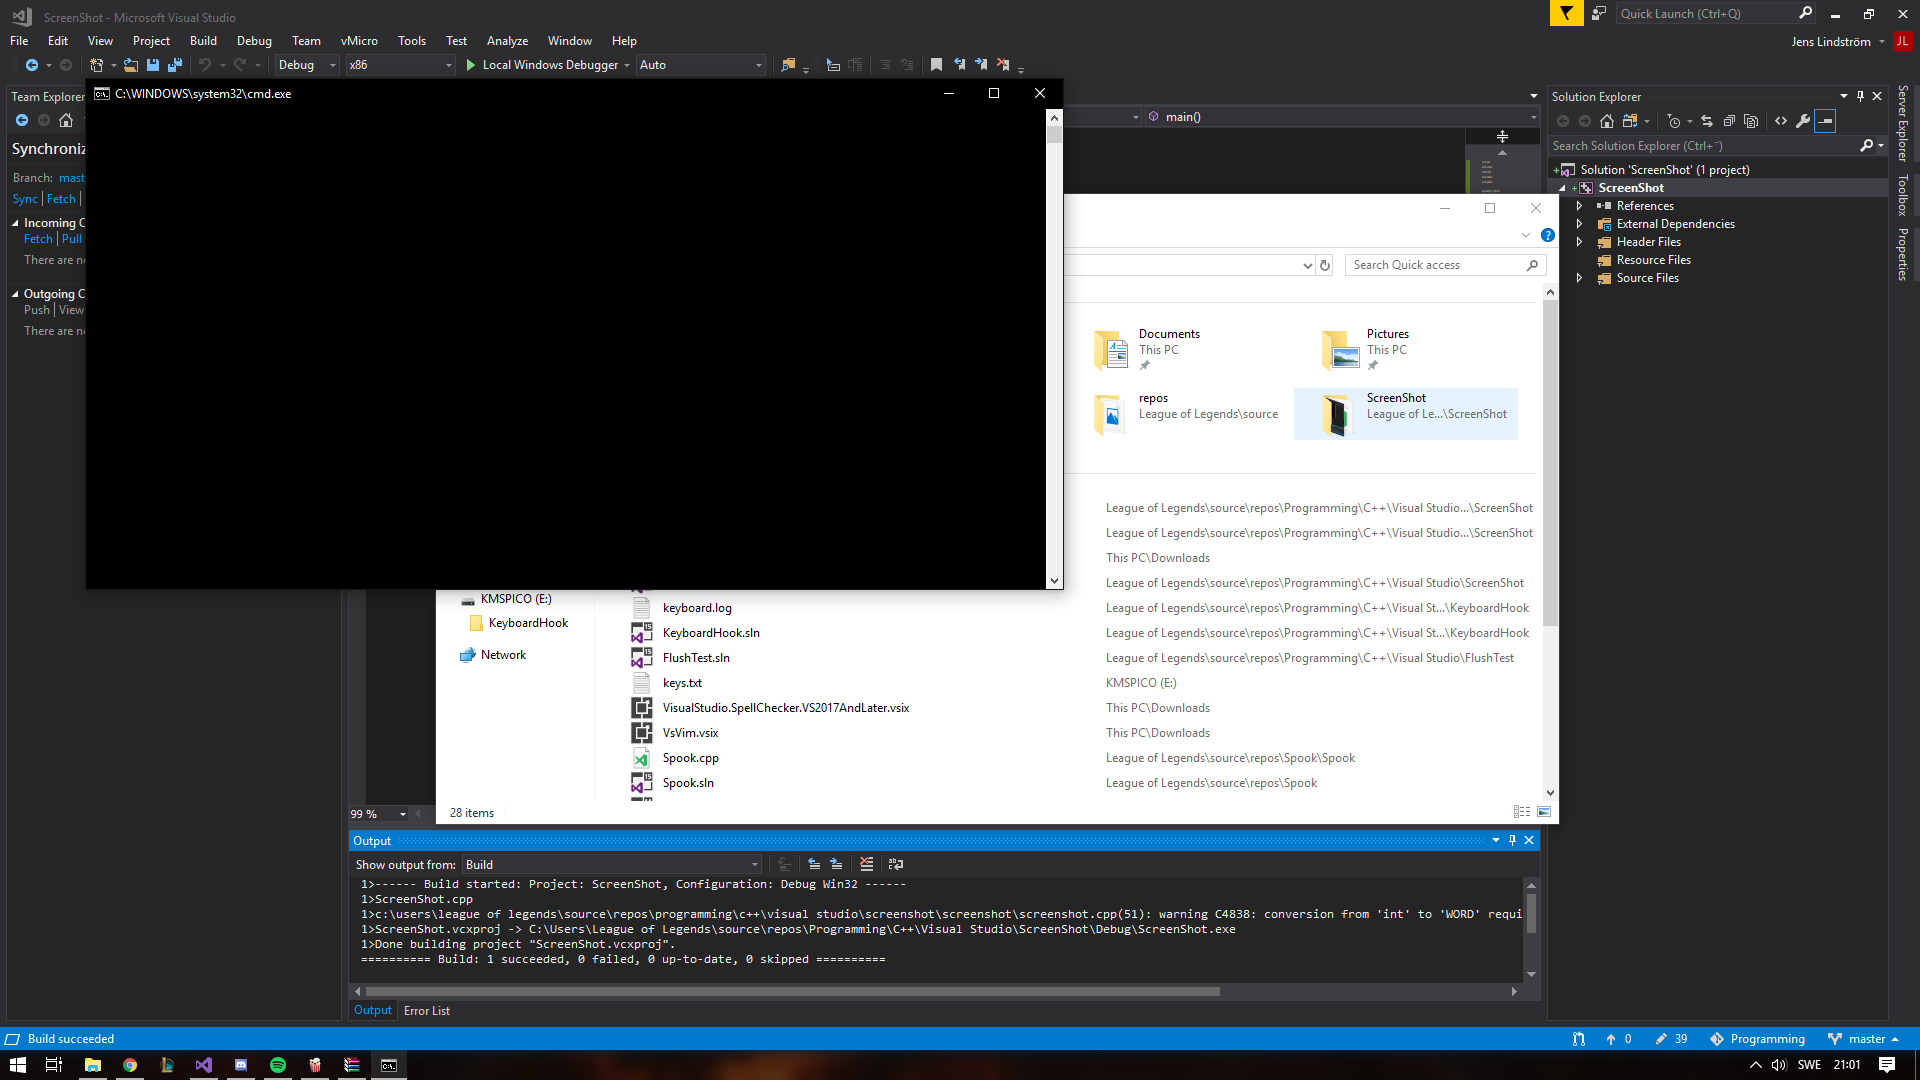 ScreenShot - Microsoft Visual Studio
Quick Launch (Ctrl+Q)
File Edit View Project Build Debug Team vMicro Tools Test Analyze Window Help
Jens Lindström JL
Debug x86 Local Windows Debugger Auto
Team Explorer
C:\WINDOWS\system32\cmd.exe
main()
Solution Explorer
Server Explorer
Toolbox
Properties
Search Solution Explorer (Ctrl+¨)
Solution 'ScreenShot' (1 project)
ScreenShot
References
External Dependencies
Header Files
Resource Files
Source Files
Synchroniz
Branch: mast
Sync Fetch
Incoming C
Fetch Pull
There are n
Outgoing C
Push View
There are n
Search Quick access
Documents
This PC
Pictures
This PC
repos
League of Legends\source
ScreenShot
League of Le...\ScreenShot
League of Legends\source\repos\Programming\C++\Visual Studio...\ScreenShot
League of Legends\source\repos\Programming\C++\Visual Studio...\ScreenShot
This PC\Downloads
League of Legends\source\repos\Programming\C++\Visual Studio\ScreenShot
KMSPICO (E:)
KeyboardHook
Network
keyboard.log League of Legends\source\repos\Programming\C++\Visual St...\KeyboardHook
KeyboardHook.sln League of Legends\source\repos\Programming\C++\Visual St...\KeyboardHook
FlushTest.sln League of Legends\source\repos\Programming\C++\Visual Studio\FlushTest
keys.txt KMSPICO (E:)
VisualStudio.SpellChecker.VS2017AndLater.vsix This PC\Downloads
VsVim.vsix This PC\Downloads
Spook.cpp League of Legends\source\repos\Spook\Spook
Spook.sln League of Legends\source\repos\Spook
28 items
99 %
Output
Show output from: Build
1>------ Build started: Project: ScreenShot, Configuration: Debug Win32 ------
1>ScreenShot.cpp
1>c:\users\league of legends\source\repos\programming\c++\visual studio\screenshot\screenshot\screenshot.cpp(51): warning C4838: conversion from 'int' to 'WORD' requi
1>ScreenShot.vcxproj -> C:\Users\League of Legends\source\repos\Programming\C++\Visual Studio\ScreenShot\Debug\ScreenShot.exe
1>Done building project "ScreenShot.vcxproj".
========== Build: 1 succeeded, 0 failed, 0 up-to-date, 0 skipped ==========
Output Error List
Build succeeded
0 39 Programming master
SWE 21:01